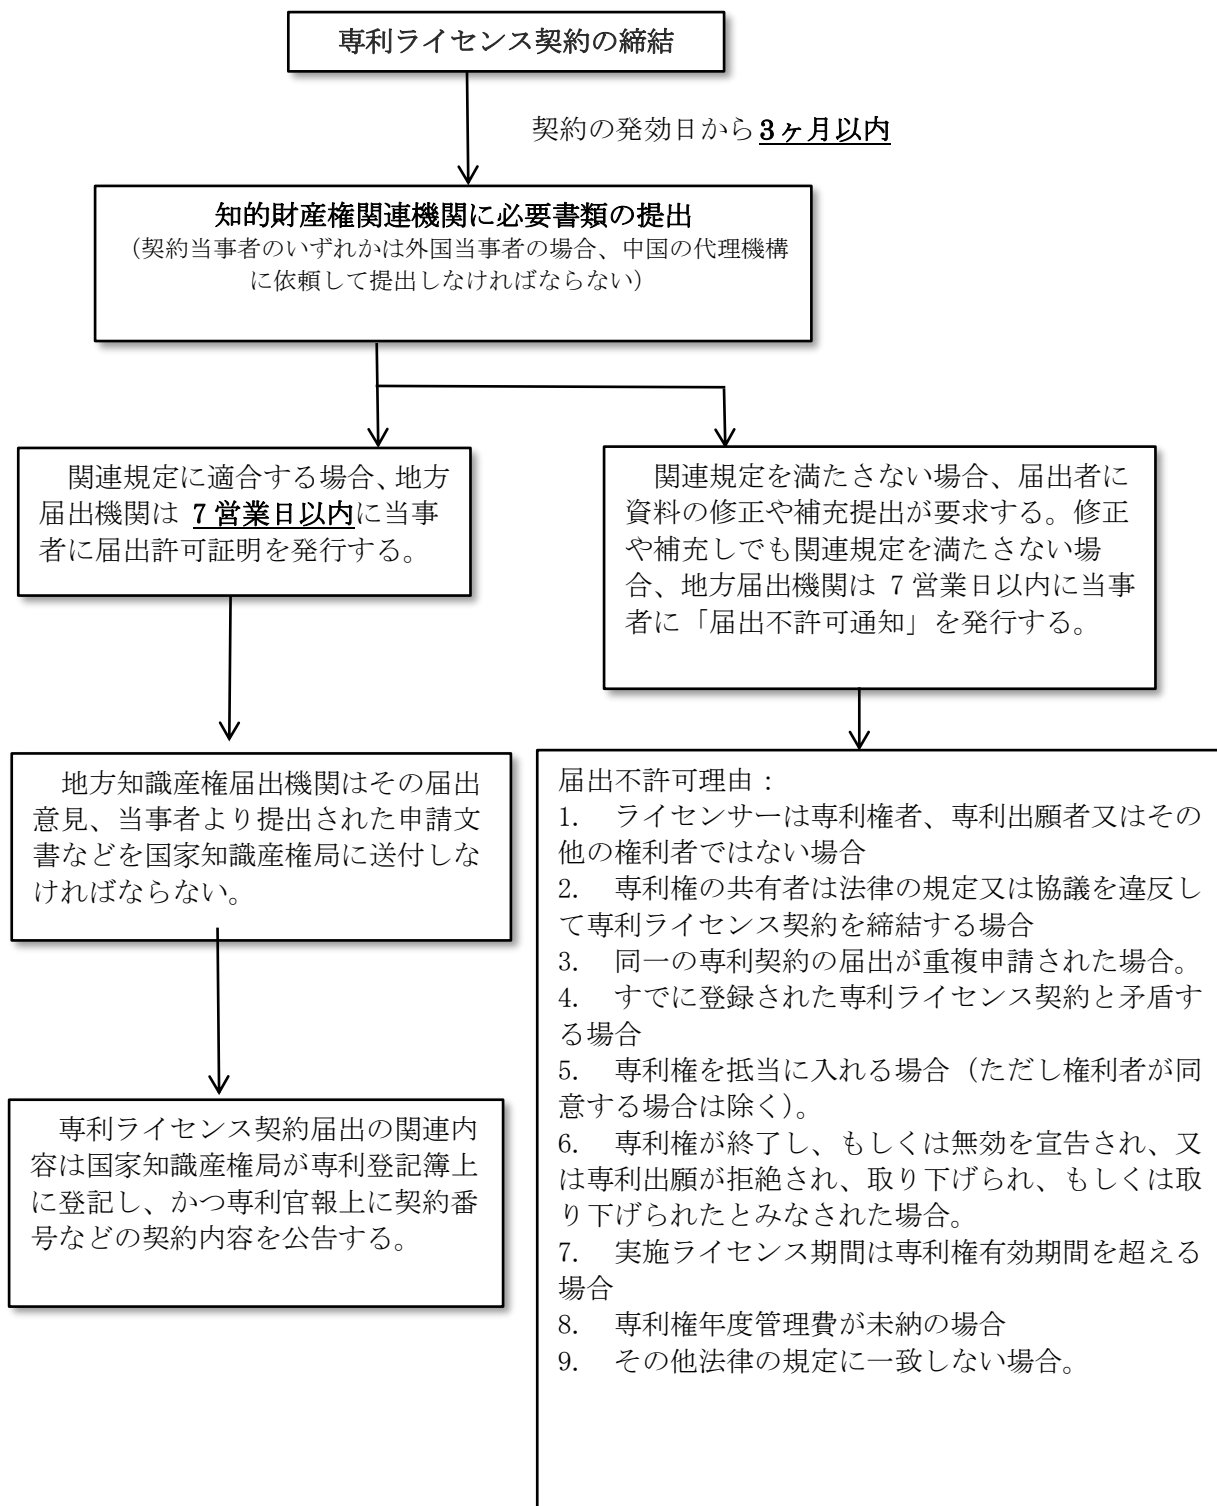 専利ライセンス契約の締結
契約の発効日から3ヶ月以内
知的財産権関連機関に必要書類の提出
（契約当事者のいずれかは外国当事者の場合、中国の代理機構
に依頼して提出しなければならない）
関連規定に適合する場合、地方
届出機関は 7営業日以内に当事
者に届出許可証明を発行する。
関連規定を満たさない場合、届出者に
資料の修正や補充提出が要求する。修正
や補充しでも関連規定を満たさない場
合、地方届出機関は 7 営業日以内に当事
者に「届出不許可通知」を発行する。
地方知識産権届出機関はその届出
意見、当事者より提出された申請文
書などを国家知識産権局に送付しな
ければならない。
専利ライセンス契約届出の関連内
容は国家知識産権局が専利登記簿上
に登記し、かつ専利官報上に契約番
号などの契約内容を公告する。
届出不許可理由：
1. ライセンサーは専利権者、専利出願者又はその
他の権利者ではない場合
2. 専利権の共有者は法律の規定又は協議を違反し
て専利ライセンス契約を締結する場合
3. 同一の専利契約の届出が重複申請された場合。
4. すでに登録された専利ライセンス契約と矛盾す
る場合
5. 専利権を抵当に入れる場合（ただし権利者が同
意する場合は除く）。
6. 専利権が終了し、もしくは無効を宣告され、又
は専利出願が拒絶され、取り下げられ、もしくは取
り下げられたとみなされた場合。
7. 実施ライセンス期間は専利権有効期間を超える
場合
8. 専利権年度管理費が未納の場合
9. その他法律の規定に一致しない場合。